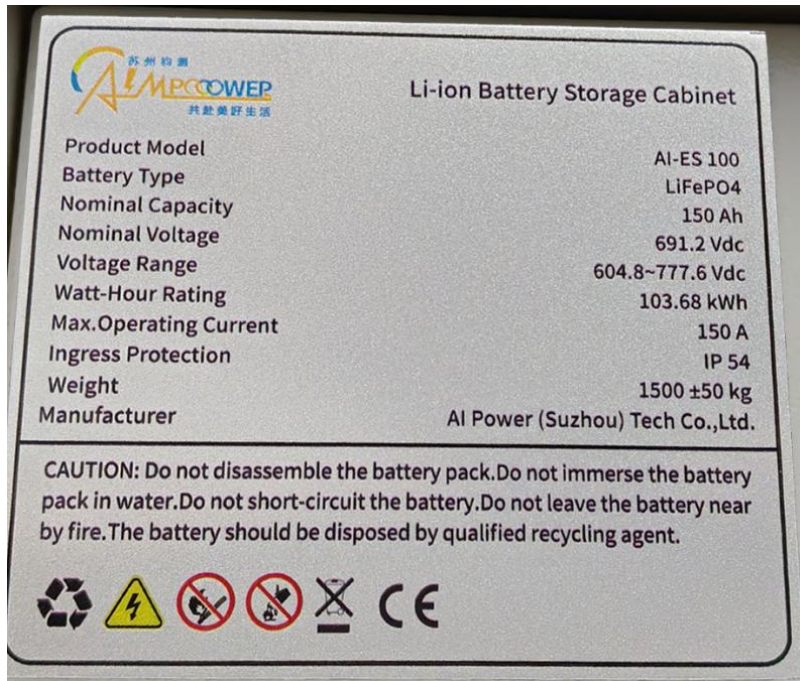 苏州钧灏
AIMPCOOWEP
共赴美好生活
Li-ion Battery Storage Cabinet
Product Model AI-ES 100
Battery Type LiFePO4
Nominal Capacity 150 Ah
Nominal Voltage 691.2 Vdc
Voltage Range 604.8~777.6 Vdc
Watt-Hour Rating 103.68 kWh
Max.Operating Current 150 A
Ingress Protection IP 54
Weight 1500 ±50 kg
Manufacturer AI Power (Suzhou) Tech Co.,Ltd.
CAUTION: Do not disassemble the battery pack.Do not immerse the battery
pack in water.Do not short-circuit the battery.Do not leave the battery near
by fire.The battery should be disposed by qualified recycling agent.
CE